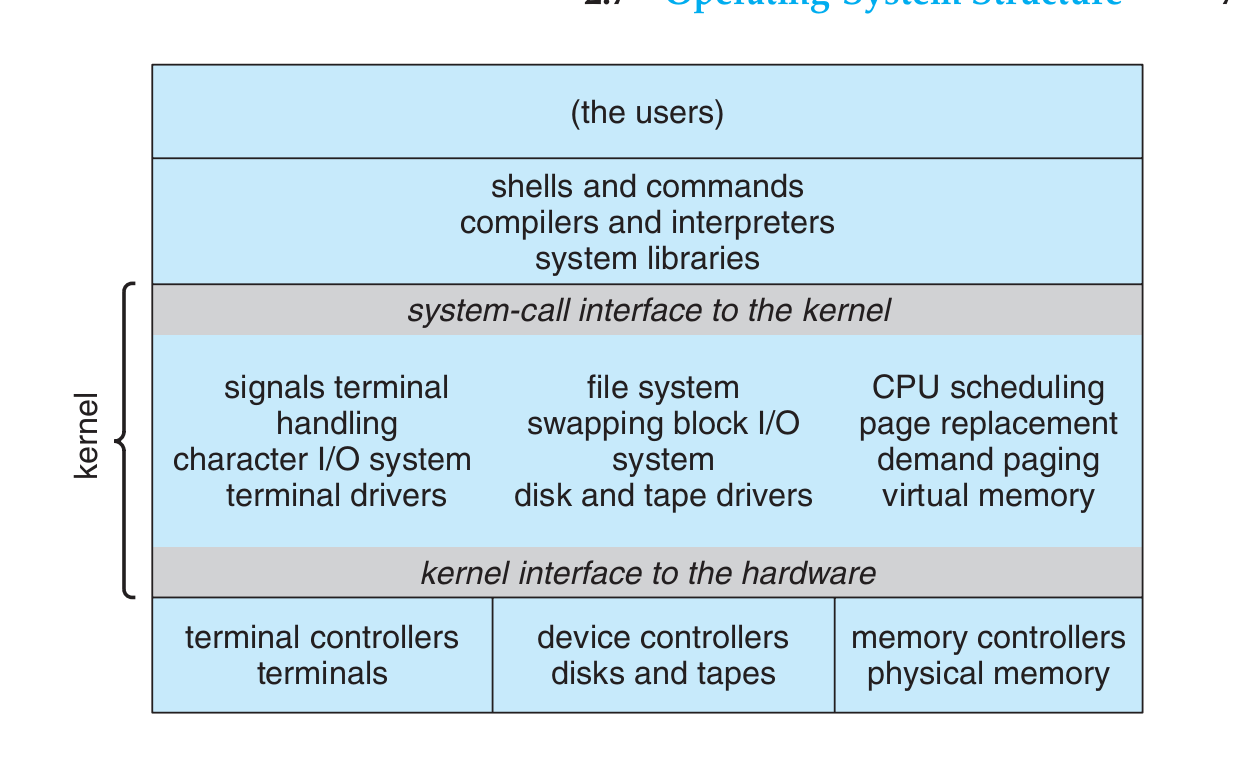 2.7 Operating-System Structure
(the users)
shells and commands
compilers and interpreters
system libraries
system-call interface to the kernel
kernel
signals terminal
handling
character I/O system
terminal drivers
file system
swapping block I/O
system
disk and tape drivers
CPU scheduling
page replacement
demand paging
virtual memory
kernel interface to the hardware
terminal controllers
terminals
device controllers
disks and tapes
memory controllers
physical memory